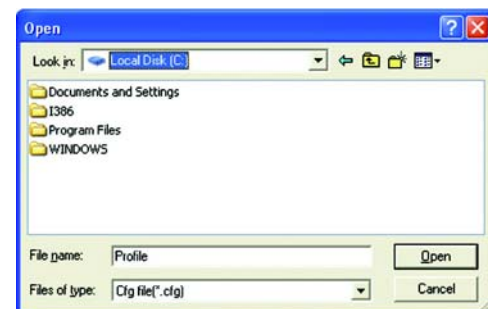 Open
Look in: Local Disk (C:)
Documents and Settings
I386
Program Files
WINDOWS
File name: Profile Open
Files of type: Cfg file(*.cfg) Cancel